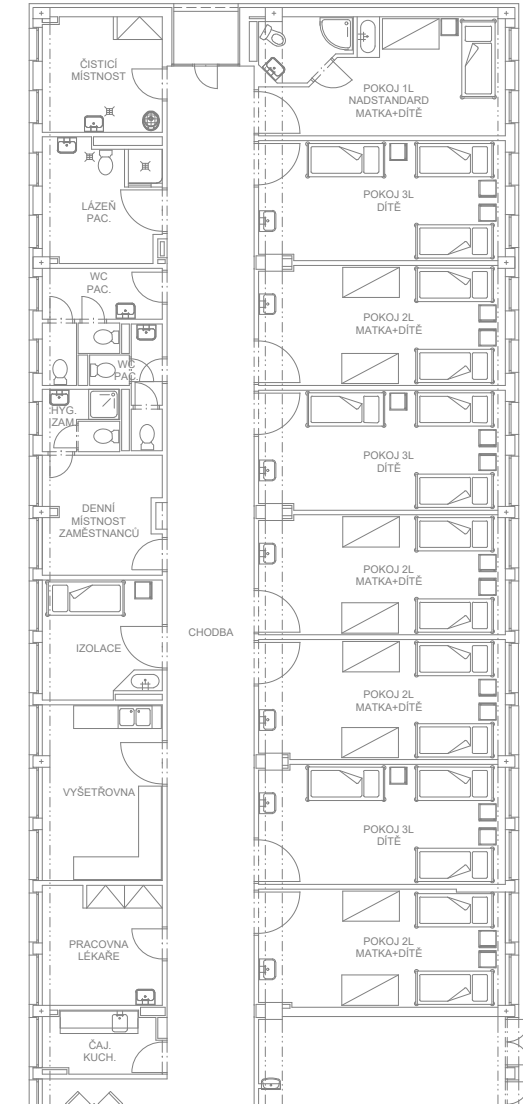 ČISTICÍ
MÍSTNOST
LÁZEŇ
PAC.
WC
PAC.
WC
PAC.
HYG.
ZAM.
DENNÍ
MÍSTNOST
ZAMĚSTNANCŮ
IZOLACE
VYŠETŘOVNA
PRACOVNA
LÉKAŘE
ČAJ.
KUCH.
CHODBA
POKOJ 1L
NADSTANDARD
MATKA+DÍTĚ
POKOJ 3L
DÍTĚ
POKOJ 2L
MATKA+DÍTĚ
POKOJ 3L
DÍTĚ
POKOJ 2L
MATKA+DÍTĚ
POKOJ 2L
MATKA+DÍTĚ
POKOJ 3L
DÍTĚ
POKOJ 2L
MATKA+DÍTĚ